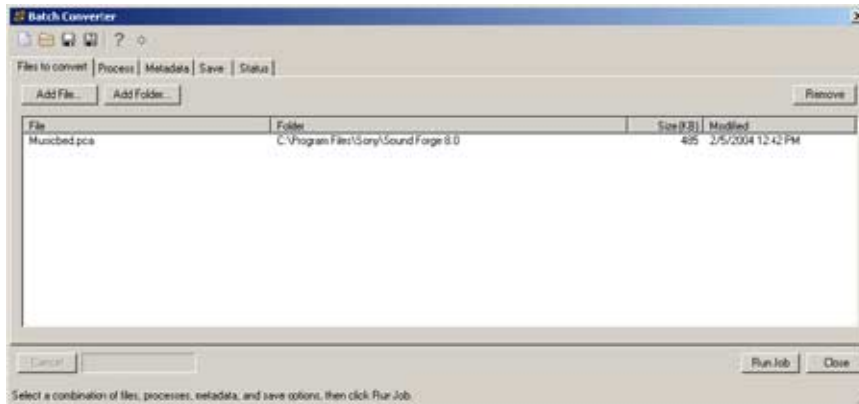 Batch Converter
?
Files to convert Process Metadata Save Status
Add File... Add Folder... Remove
File Folder Size (KB) Modified
Musicbed.pca C:\Program Files\Sony\Sound Forge 8.0 485 2/5/2004 12:42 PM
Cancel Run Job Close
Select a combination of files, processes, metadata, and save options, then click Run Job.